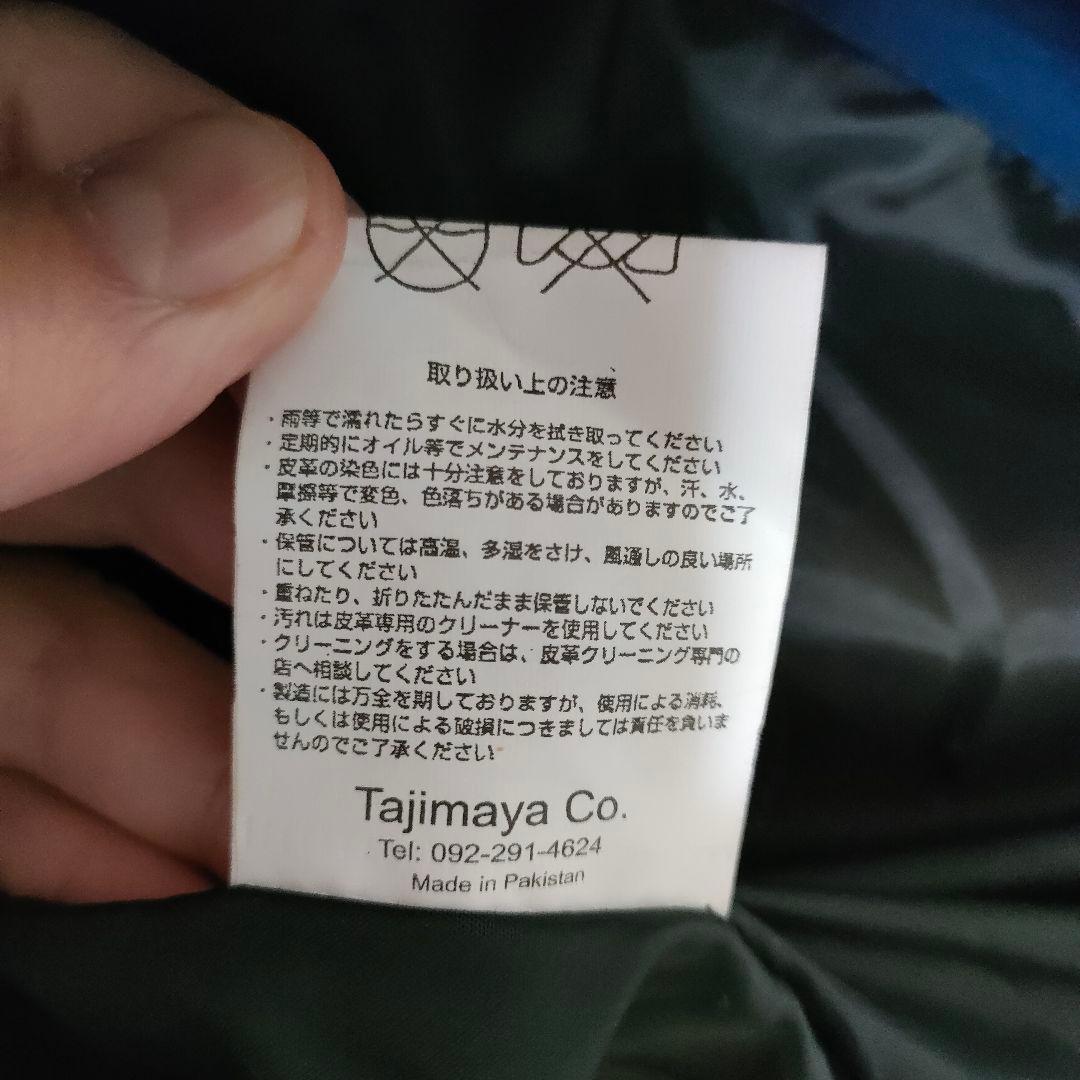 取り扱い上の注意
・雨等で濡れたらすぐに水分を拭き取ってください
・定期的にオイル等でメンテナンスをしてください
・皮革の染色には十分注意をしておりますが、汗、水、
摩擦等で変色、色落ちがある場合がありますのでご了
承ください
・保管については高温、多湿をさけ、風通しの良い場所
にしてください
・重ねたり、折りたたんだまま保管しないでください
・汚れは皮革専用のクリーナーを使用してください
・クリーニングをする場合は、皮革クリーニング専門の
店へ相談してください
・製造には万全を期しておりますが、使用による消耗、
もしくは使用による破損につきましては責任を負いま
せんのでご了承ください
Tajimaya Co.
Tel: 092-291-4624
Made in Pakistan